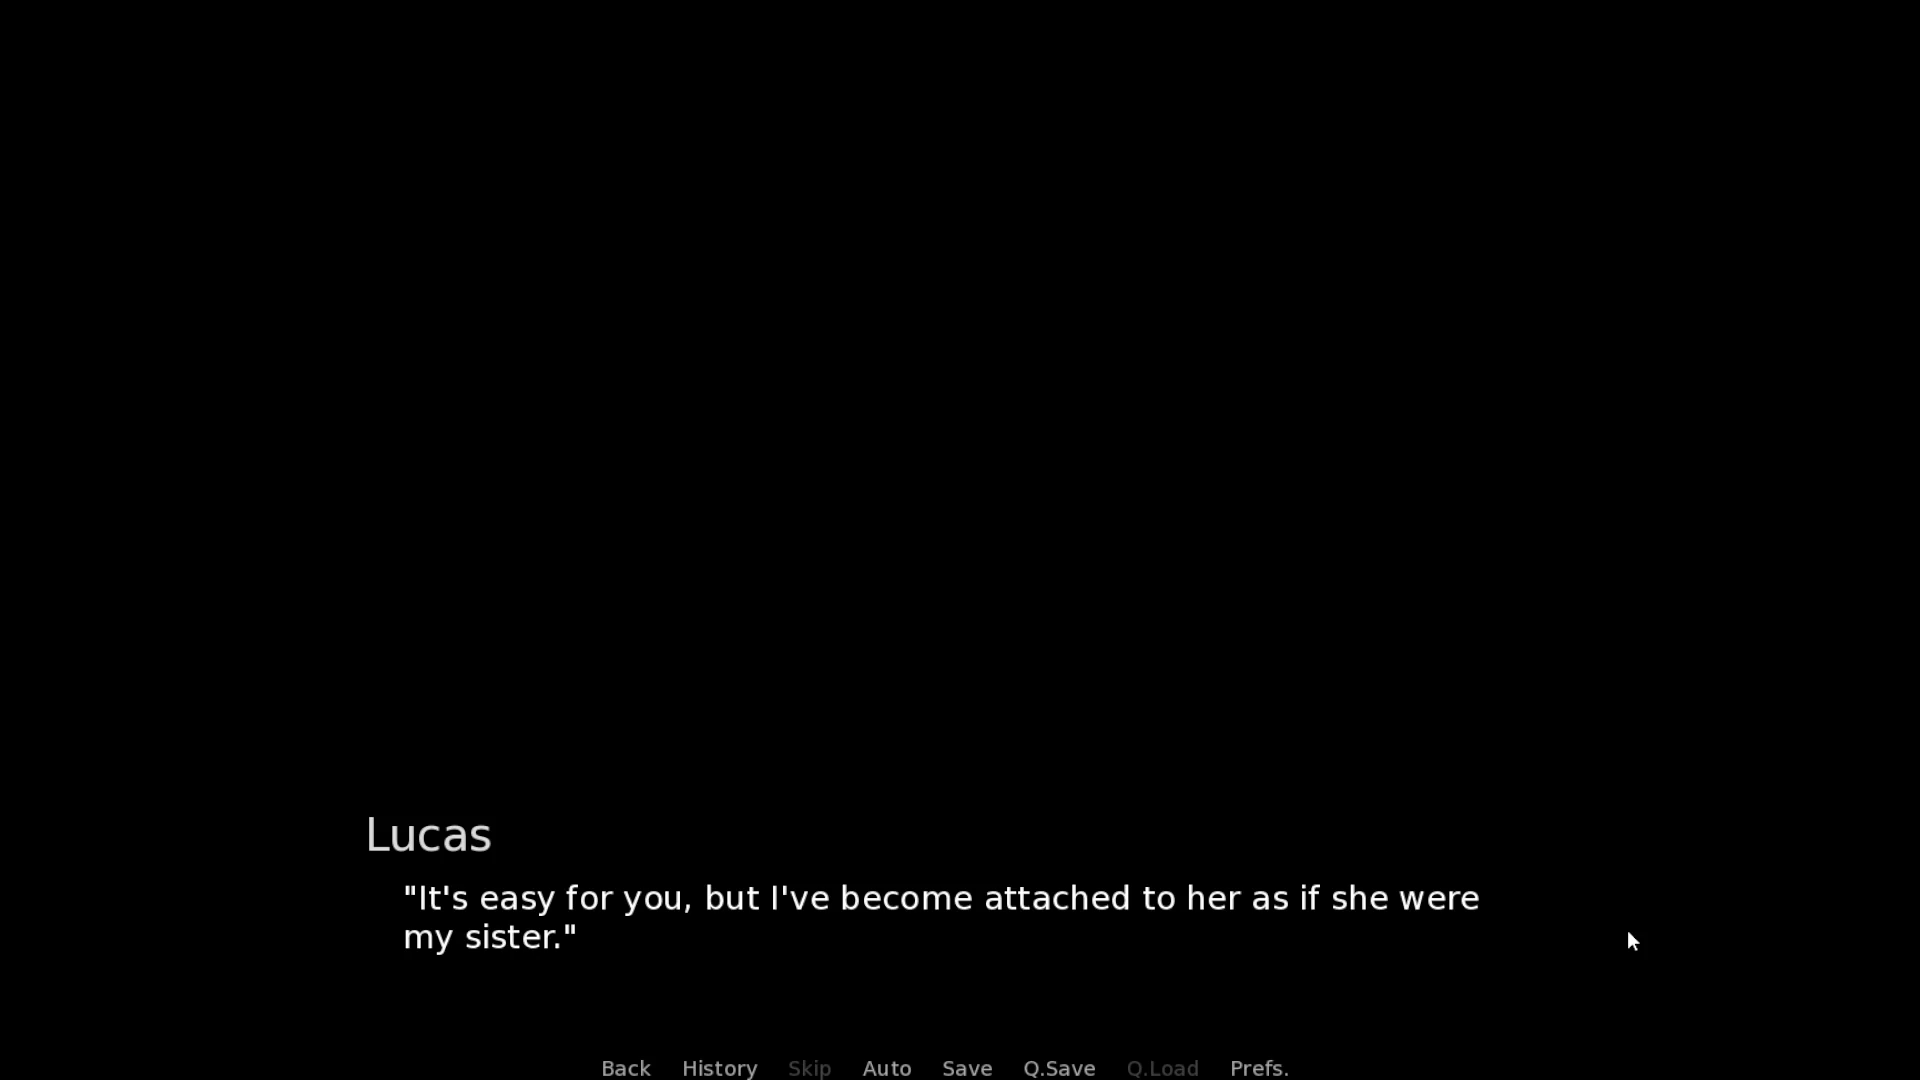 Lucas
"It's easy for you, but I've become attached to her as if she were
my sister."
Back History Skip Auto Save Q.Save Q.Load Prefs.